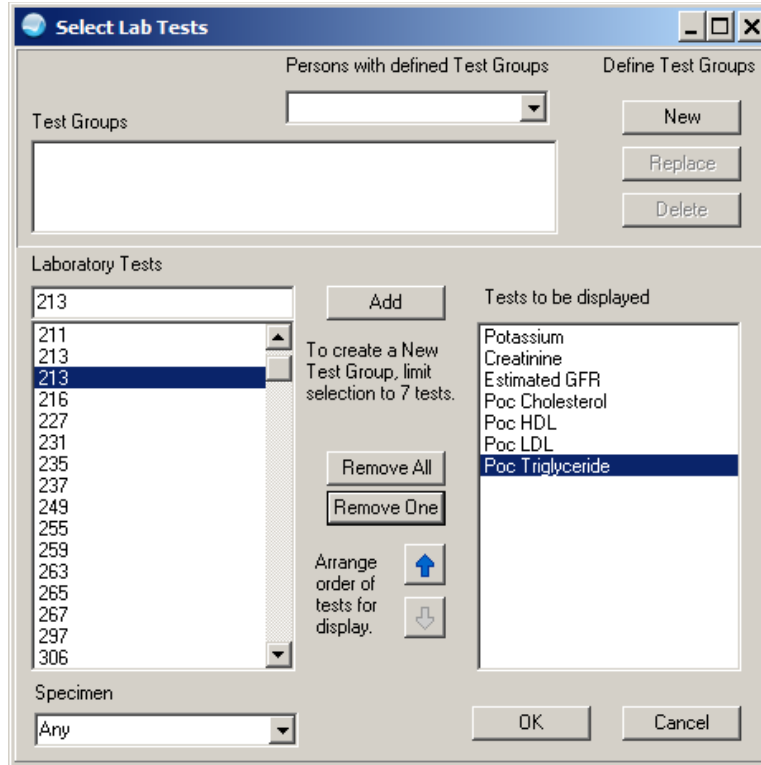 Select Lab Tests
Persons with defined Test Groups
Define Test Groups
Test Groups
New
Replace
Delete
Laboratory Tests
213
211
213
213
216
227
231
235
237
249
255
259
263
265
267
297
306
Specimen
Any
Add
To create a New
Test Group, limit
selection to 7 tests.
Remove All
Remove One
Arrange
order of
tests for
display.
Tests to be displayed
Potassium
Creatinine
Estimated GFR
Poc Cholesterol
Poc HDL
Poc LDL
Poc Triglyceride
OK
Cancel